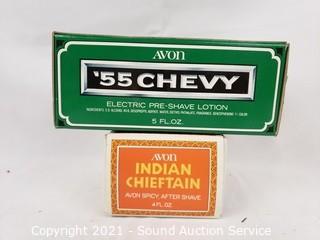 AVON
'55 CHEVY
ELECTRIC PRE-SHAVE LOTION
5 FL.OZ.
AVON
INDIAN
CHIEFTAIN
AVON SPICY AFTER SHAVE
4 FL. OZ.
Copyright 2021 - Sound Service